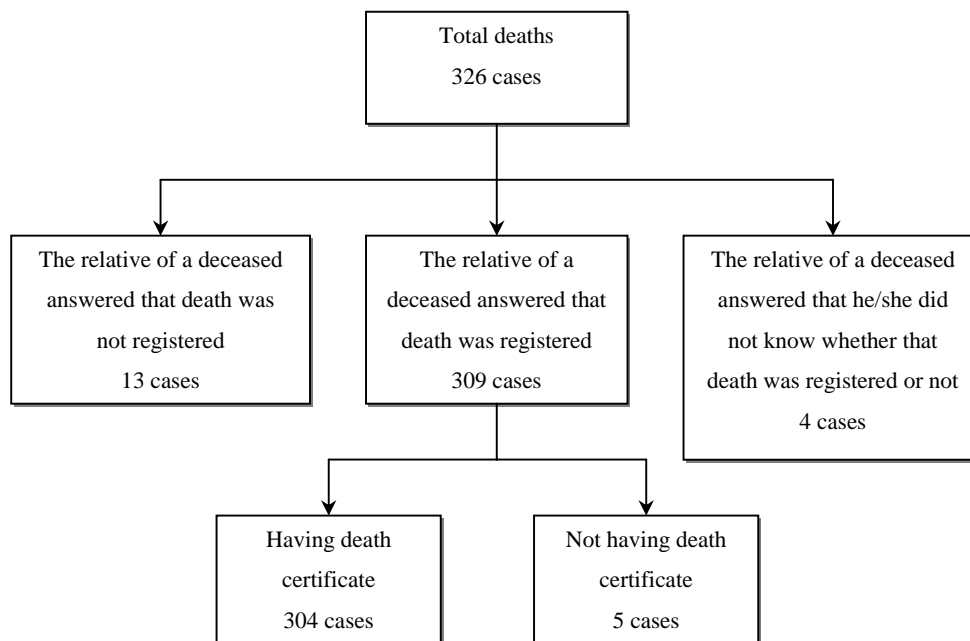 Total deaths
326 cases
The relative of a deceased
answered that death was
not registered
13 cases
The relative of a
deceased answered that
death was registered
309 cases
The relative of a deceased
answered that he/she did
not know whether that
death was registered or not
4 cases
Having death
certificate
304 cases
Not having death
certificate
5 cases